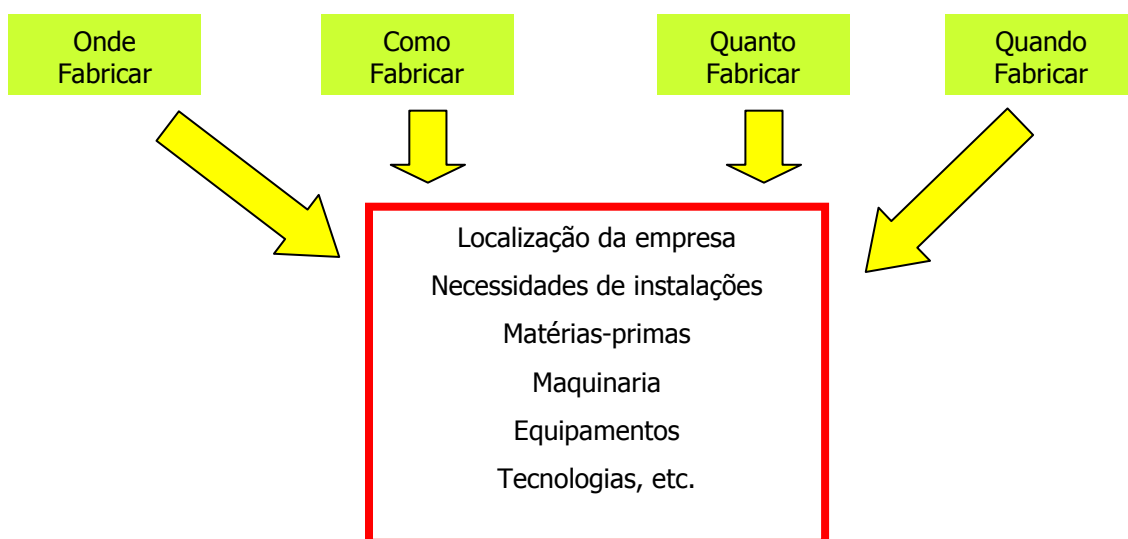 Onde
Fabricar
Como
Fabricar
Quanto
Fabricar
Quando
Fabricar
Localização da empresa
Necessidades de instalações
Matérias-primas
Maquinaria
Equipamentos
Tecnologias, etc.